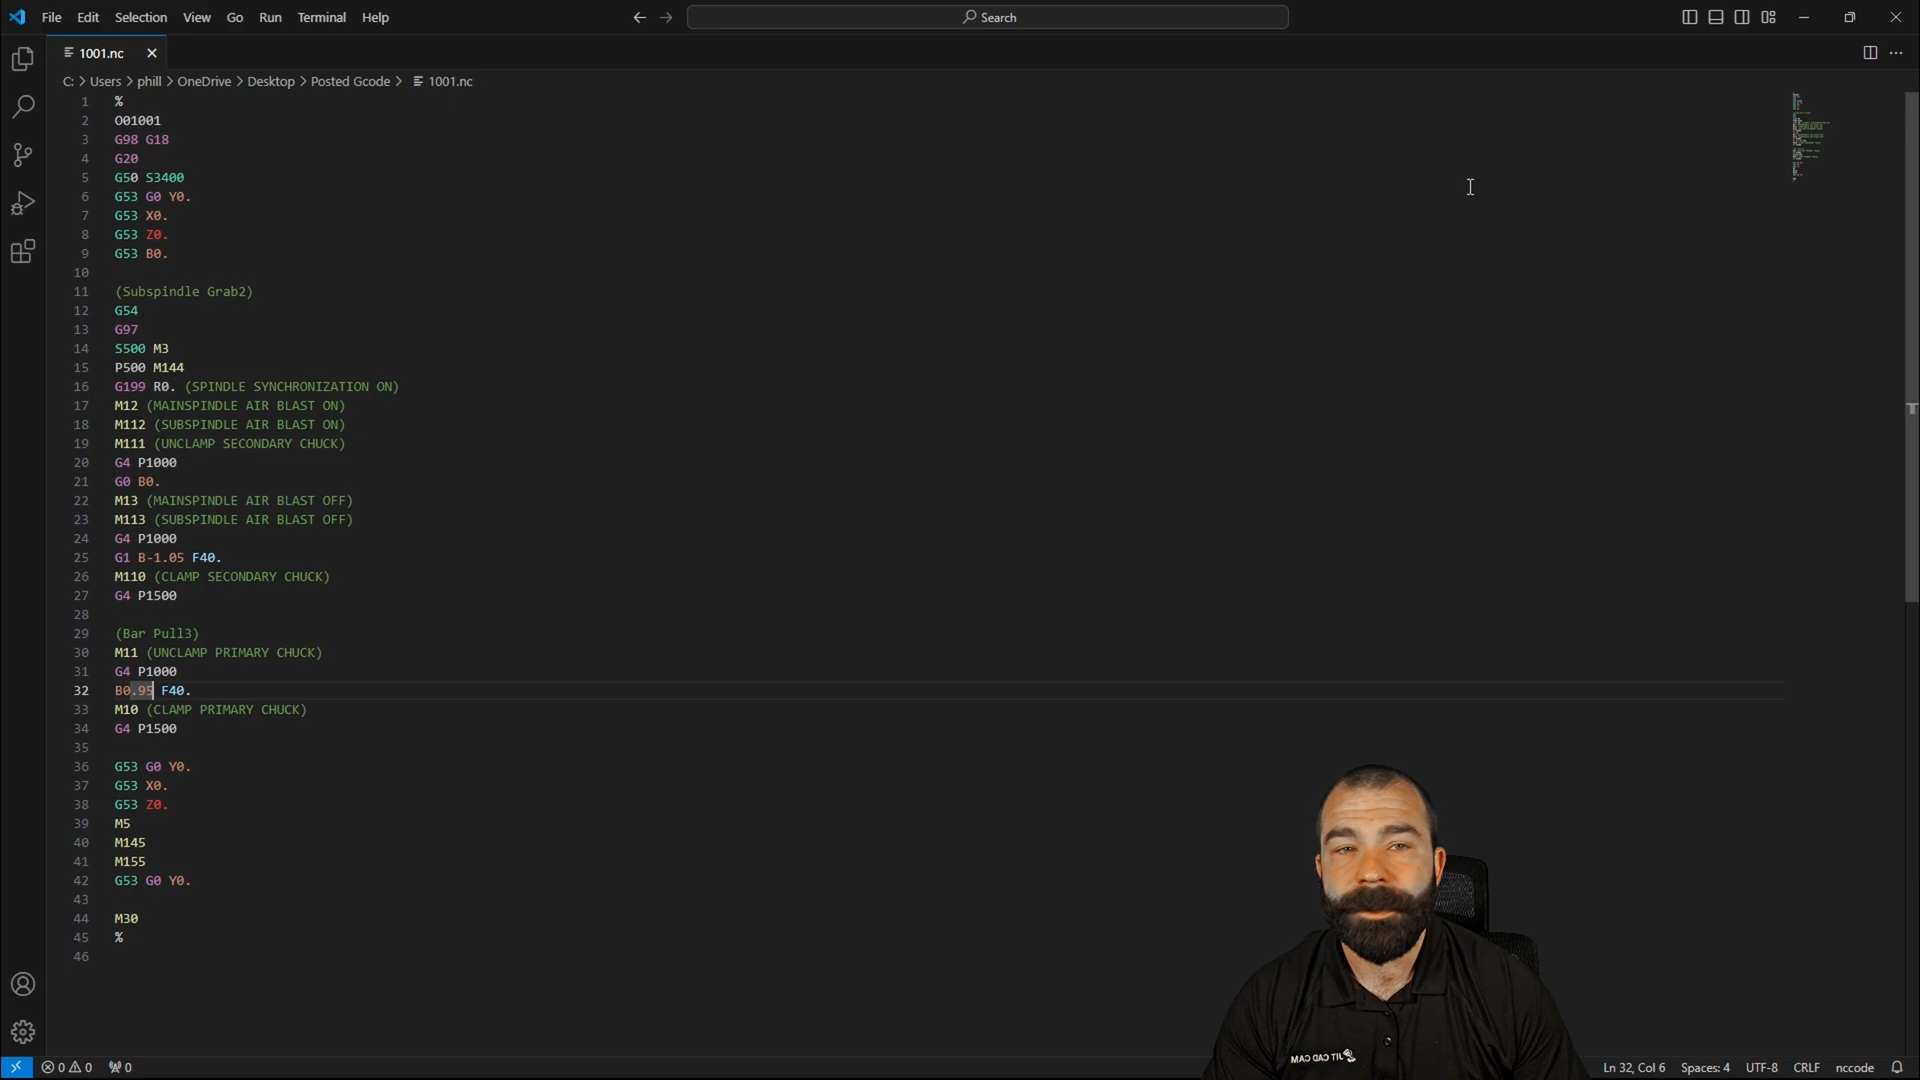 File Edit Selection View Go Run Terminal Help
Search
1001.nc
C: > Users > phill > OneDrive > Desktop > Posted Gcode > 1001.nc
1 %
2 O01001
3 G98 G18
4 G20
5 G50 S3400
6 G53 G0 Y0.
7 G53 X0.
8 G53 Z0.
9 G53 B0.
10
11 (Subspindle Grab2)
12 G54
13 G97
14 S500 M3
15 P500 M144
16 G199 R0. (SPINDLE SYNCHRONIZATION ON)
17 M12 (MAINSPINDLE AIR BLAST ON)
18 M112 (SUBSPINDLE AIR BLAST ON)
19 M111 (UNCLAMP SECONDARY CHUCK)
20 G4 P1000
21 G0 B0.
22 M13 (MAINSPINDLE AIR BLAST OFF)
23 M113 (SUBSPINDLE AIR BLAST OFF)
24 G4 P1000
25 G1 B-1.05 F40.
26 M110 (CLAMP SECONDARY CHUCK)
27 G4 P1500
28
29 (Bar Pull3)
30 M11 (UNCLAMP PRIMARY CHUCK)
31 G4 P1000
32 B0.95 F40.
33 M10 (CLAMP PRIMARY CHUCK)
34 G4 P1500
35
36 G53 G0 Y0.
37 G53 X0.
38 G53 Z0.
39 M5
40 M145
41 M155
42 G53 G0 Y0.
43
44 M30
45 %
46
0 0 0 Ln 32, Col 6 Spaces: 4 UTF-8 CRLF nccode